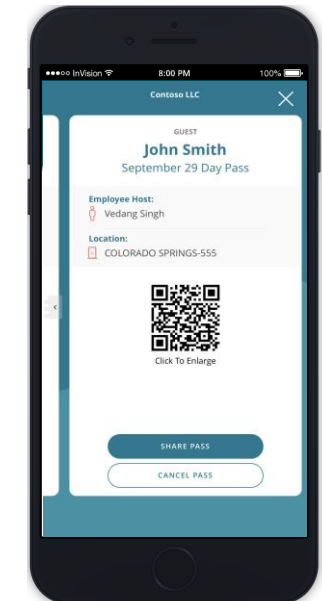 InVision 8:00 PM 100%
Contoso LLC
GUEST
John Smith
September 29 Day Pass
Employee Host:
Vedang Singh
Location:
COLORADO SPRINGS-555
Click To Enlarge
SHARE PASS
CANCEL PASS